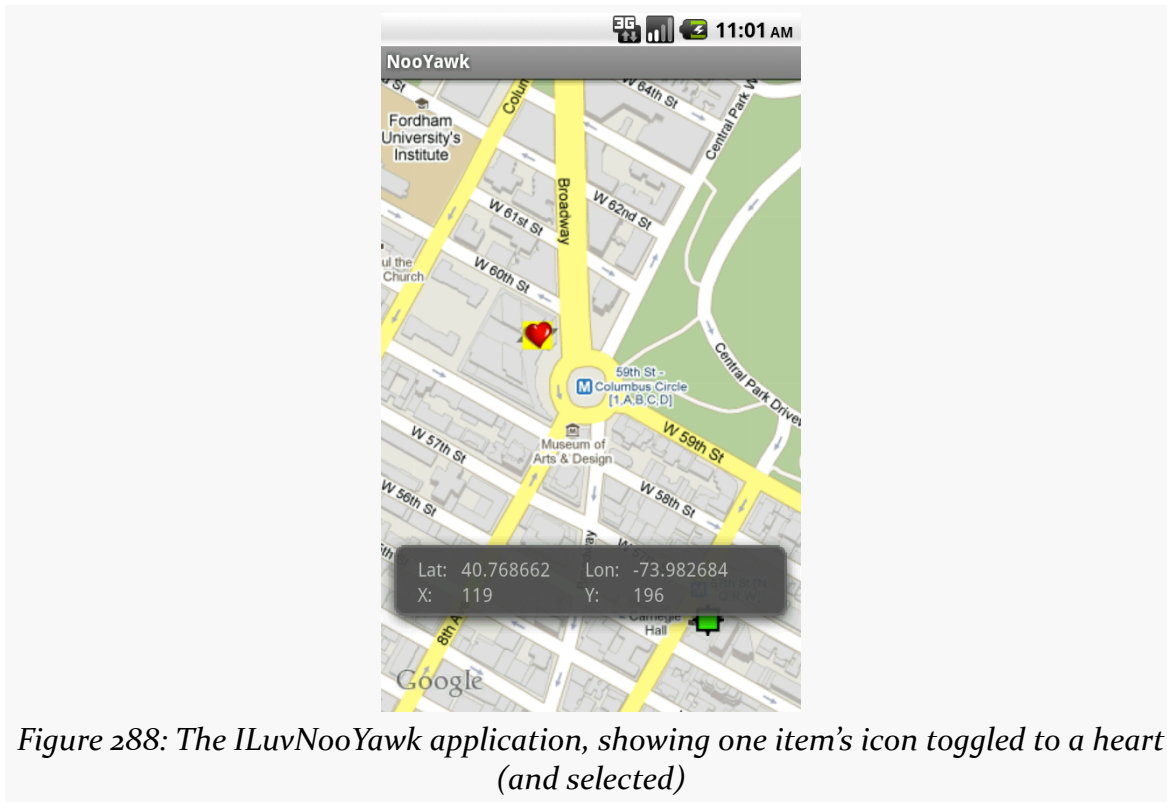 3G 11:01 AM
NooYawk
W 64th St
Central Park W
Colum
Fordham
University's
Institute
Broadway
W 62nd St
W 61st St
W 60th St
ul the
Church
59th St -
Columbus Circle
[1,A,B,C,D]
M
Central Park Drivew
W 59th St
Museum of
Arts & Design
W 57th St
W 58th St
W 56th St
Lat: 40.768662 Lon: -73.982684
X: 119 Y: 196
Carnegie
Hall
8th A
Google
Figure 288: The ILuvNooYawk application, showing one item's icon toggled to a heart
(and selected)